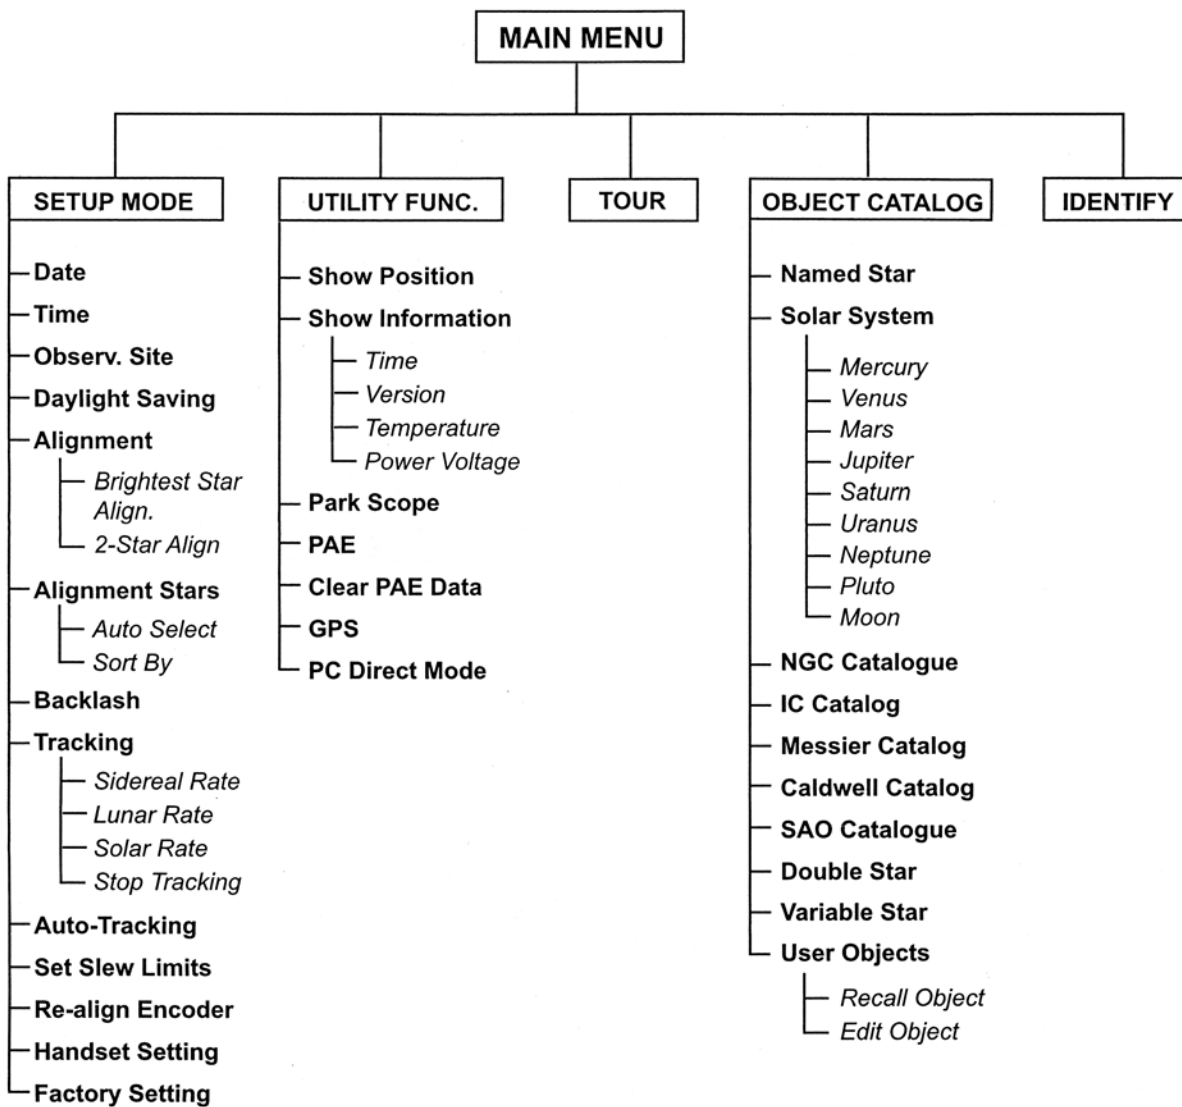 MAIN MENU
SETUP MODE
Date
Time
Observ. Site
Daylight Saving
Alignment
Brightest Star
Align.
2-Star Align
Alignment Stars
Auto Select
Sort By
Backlash
Tracking
Sidereal Rate
Lunar Rate
Solar Rate
Stop Tracking
Auto-Tracking
Set Slew Limits
Re-align Encoder
Handset Setting
Factory Setting
UTILITY FUNC.
Show Position
Show Information
Time
Version
Temperature
Power Voltage
Park Scope
PAE
Clear PAE Data
GPS
PC Direct Mode
TOUR
OBJECT CATALOG
Named Star
Solar System
Mercury
Venus
Mars
Jupiter
Saturn
Uranus
Neptune
Pluto
Moon
NGC Catalogue
IC Catalog
Messier Catalog
Caldwell Catalog
SAO Catalogue
Double Star
Variable Star
User Objects
Recall Object
Edit Object
IDENTIFY